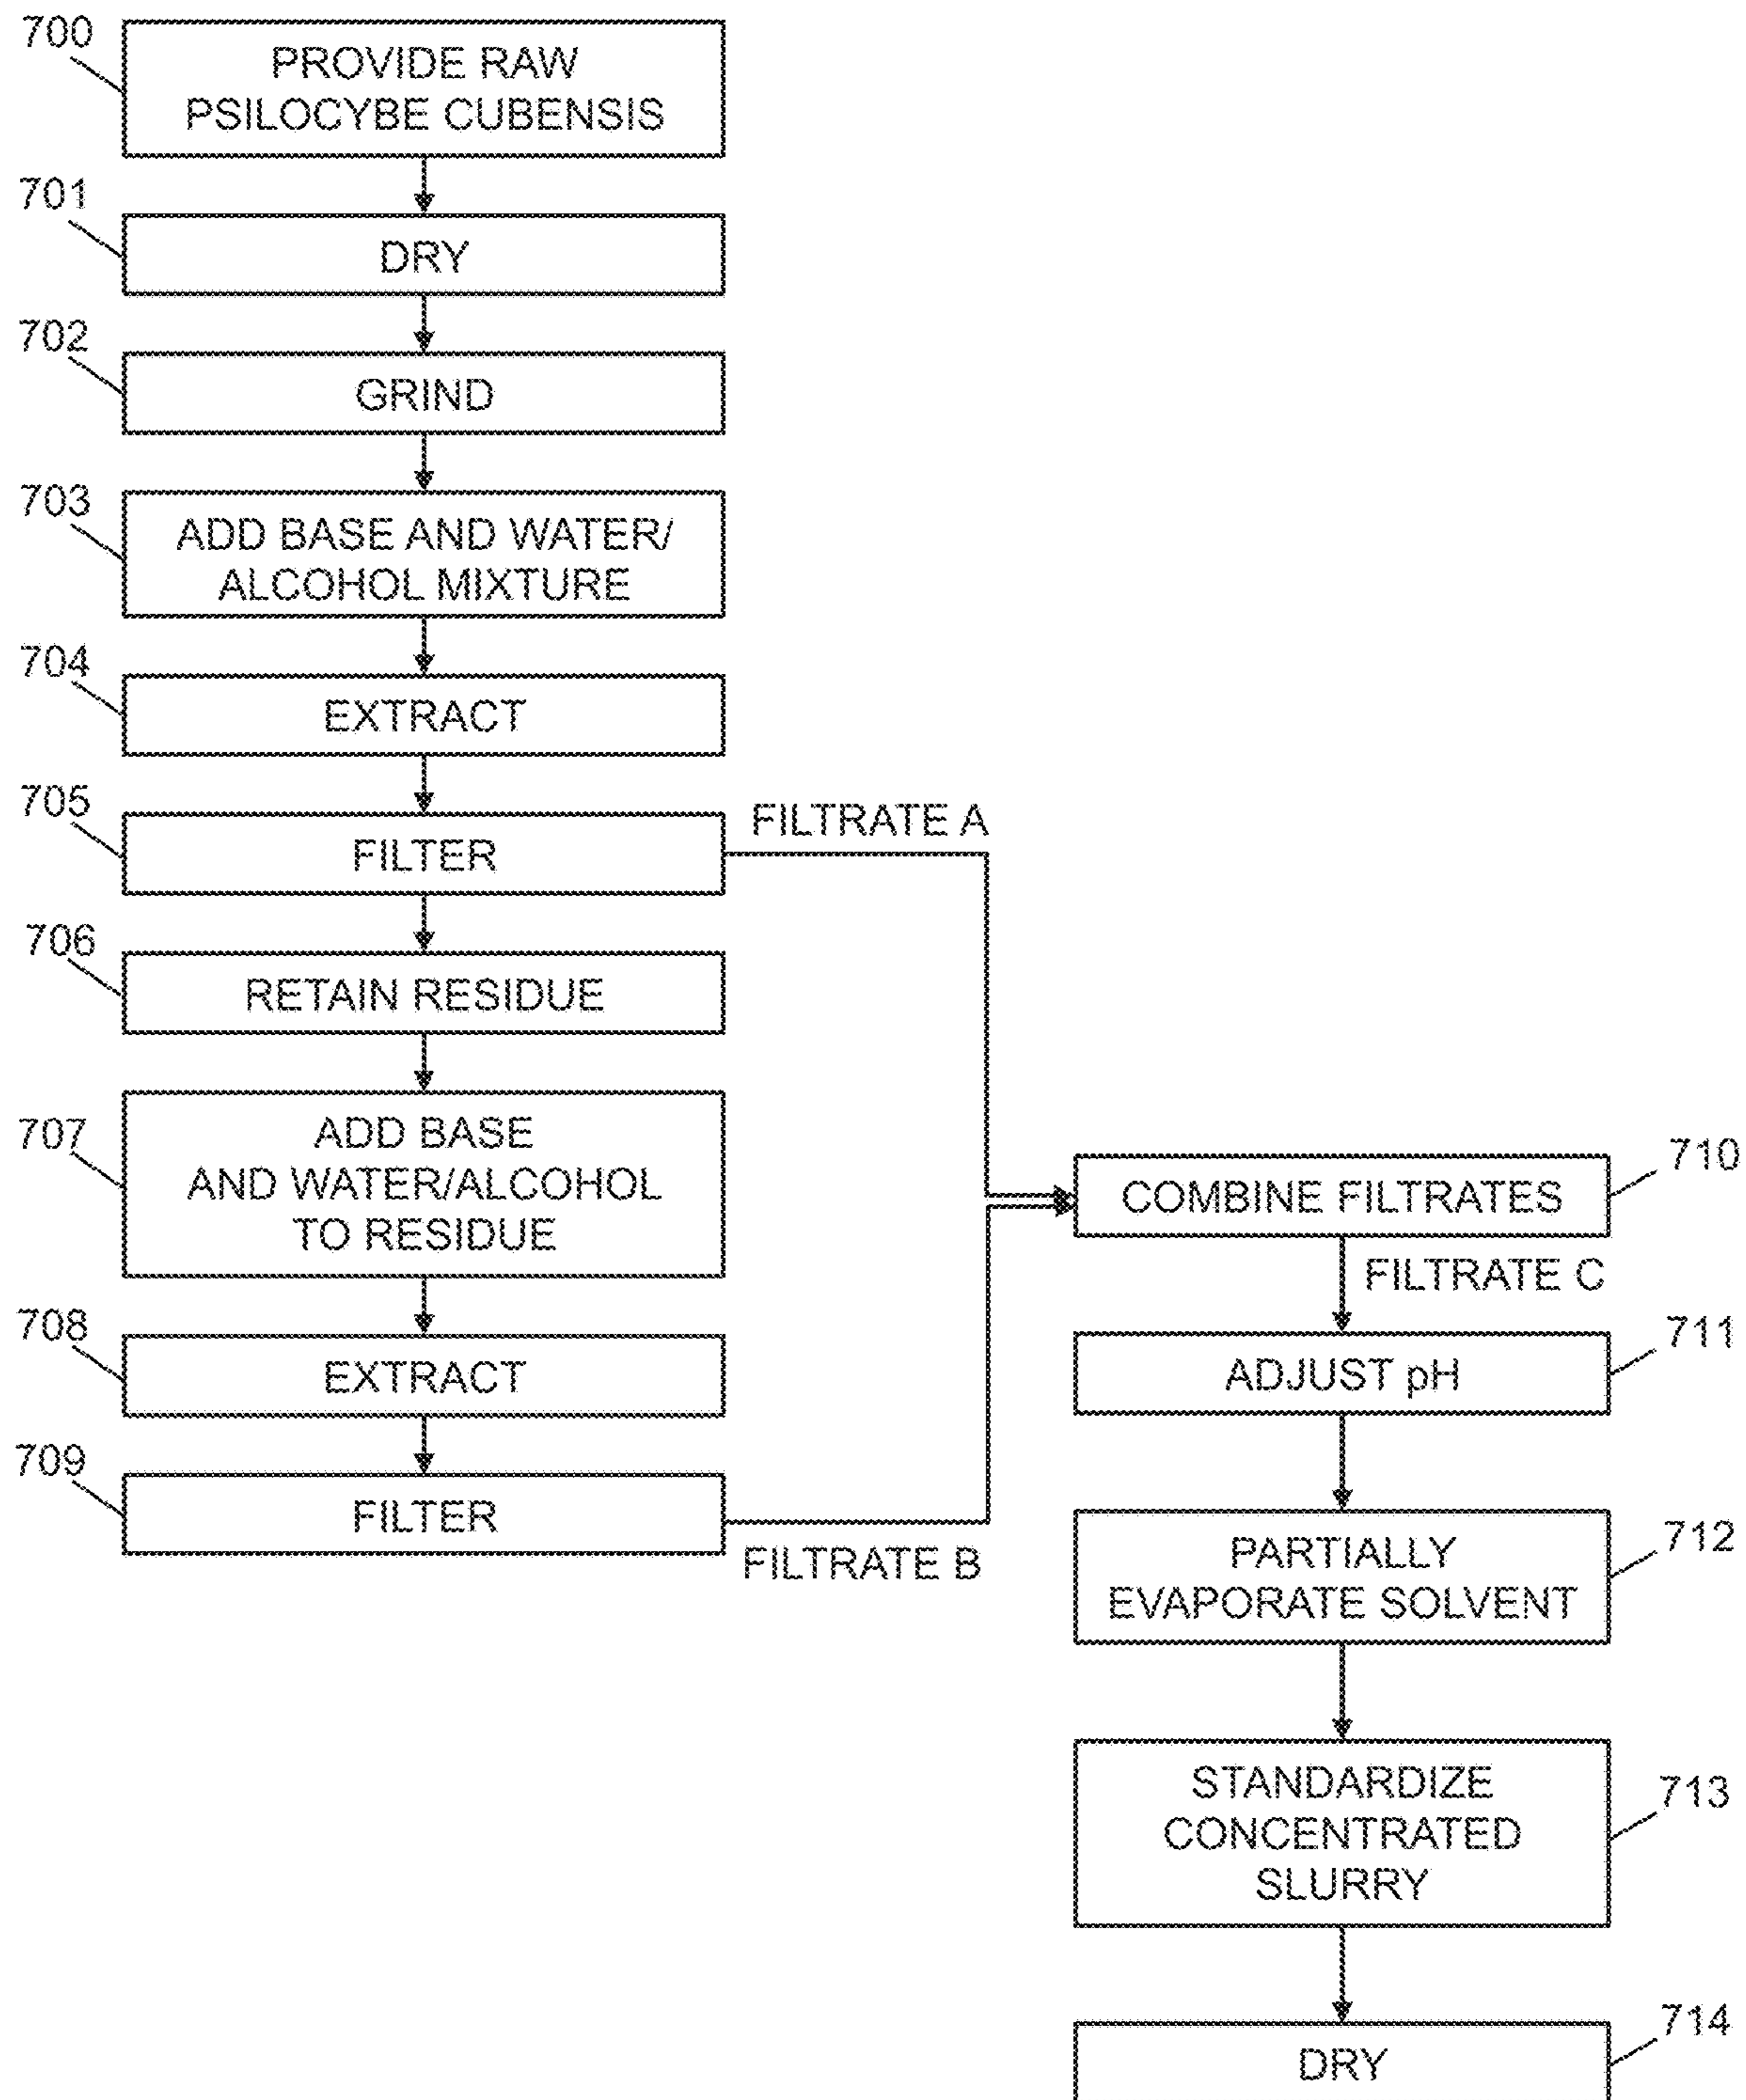 700
PROVIDE RAW
PSILOCYBE CUBENSIS
701
DRY
702
GRIND
703
ADD BASE AND WATER/
ALCOHOL MIXTURE
704
EXTRACT
705
FILTER
FILTRATE A
706
RETAIN RESIDUE
707
ADD BASE
AND WATER/ALCOHOL
TO RESIDUE
708
EXTRACT
709
FILTER
FILTRATE B
710
COMBINE FILTRATES
FILTRATE C
711
ADJUST pH
712
PARTIALLY
EVAPORATE SOLVENT
713
STANDARDIZE
CONCENTRATED
SLURRY
714
DRY